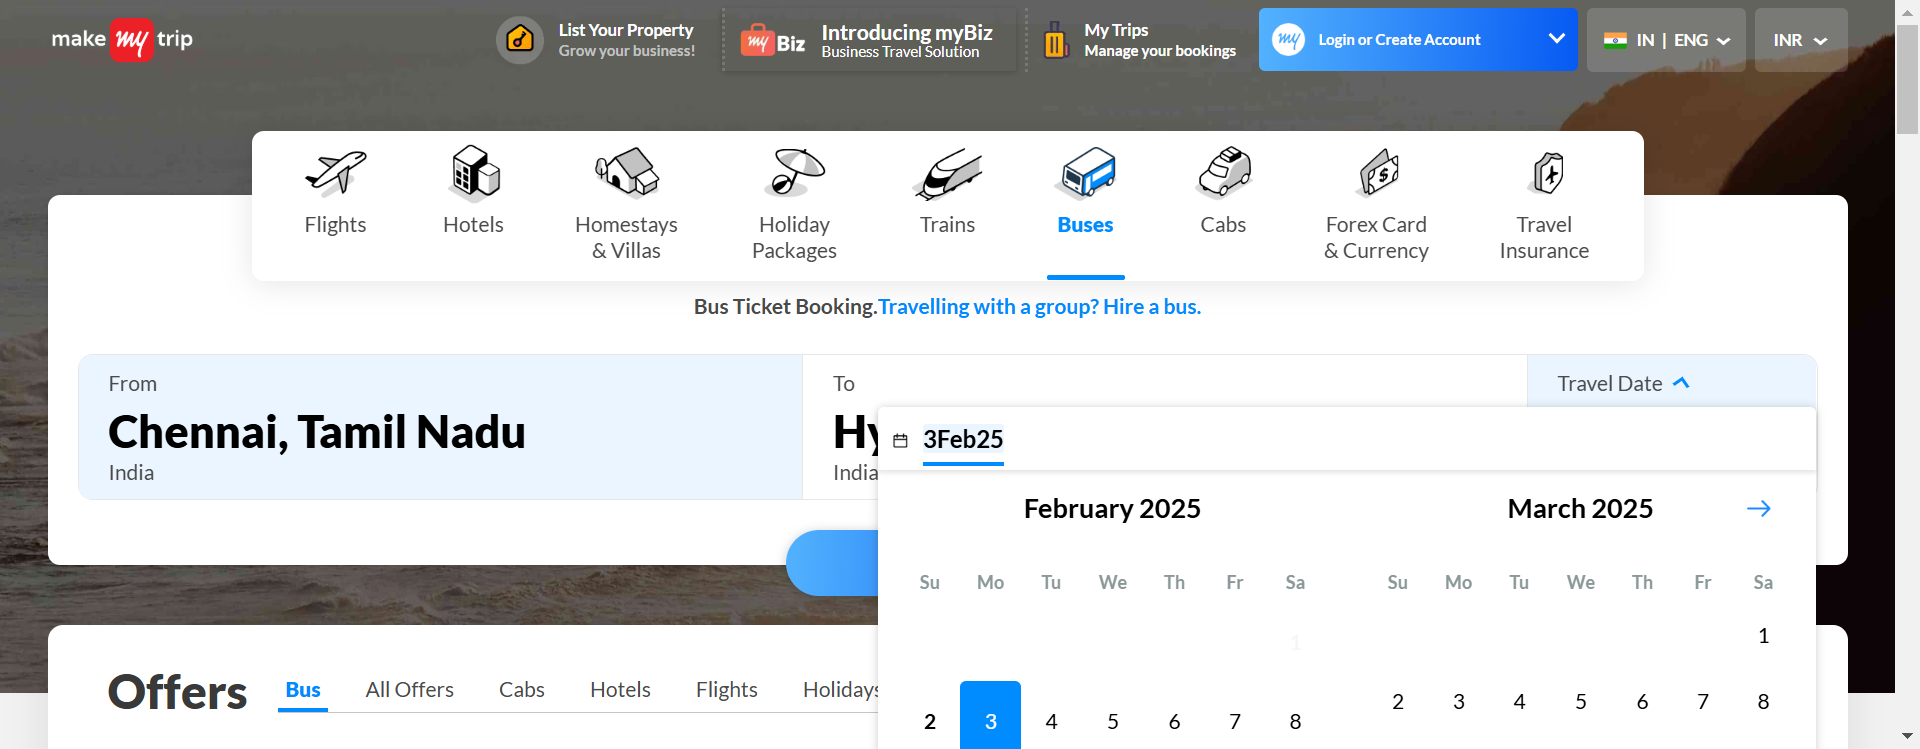 make my trip
List Your Property
Grow your business!
my Biz
Introducing myBiz
Business Travel Solution
My Trips
Manage your bookings
my Login or Create Account
IN | ENG
INR
Flights
Hotels
Homestays
& Villas
Holiday
Packages
Trains
Buses
Cabs
Forex Card
& Currency
Travel
Insurance
Bus Ticket Booking.Travelling with a group? Hire a bus.
From
Chennai, Tamil Nadu
India
To
Hy
India
Travel Date
3Feb25
February 2025
Su Mo Tu We Th Fr Sa
1
2 3 4 5 6 7 8
March 2025
Su Mo Tu We Th Fr Sa
1
2 3 4 5 6 7 8
Offers
Bus
All Offers
Cabs
Hotels
Flights
Holidays